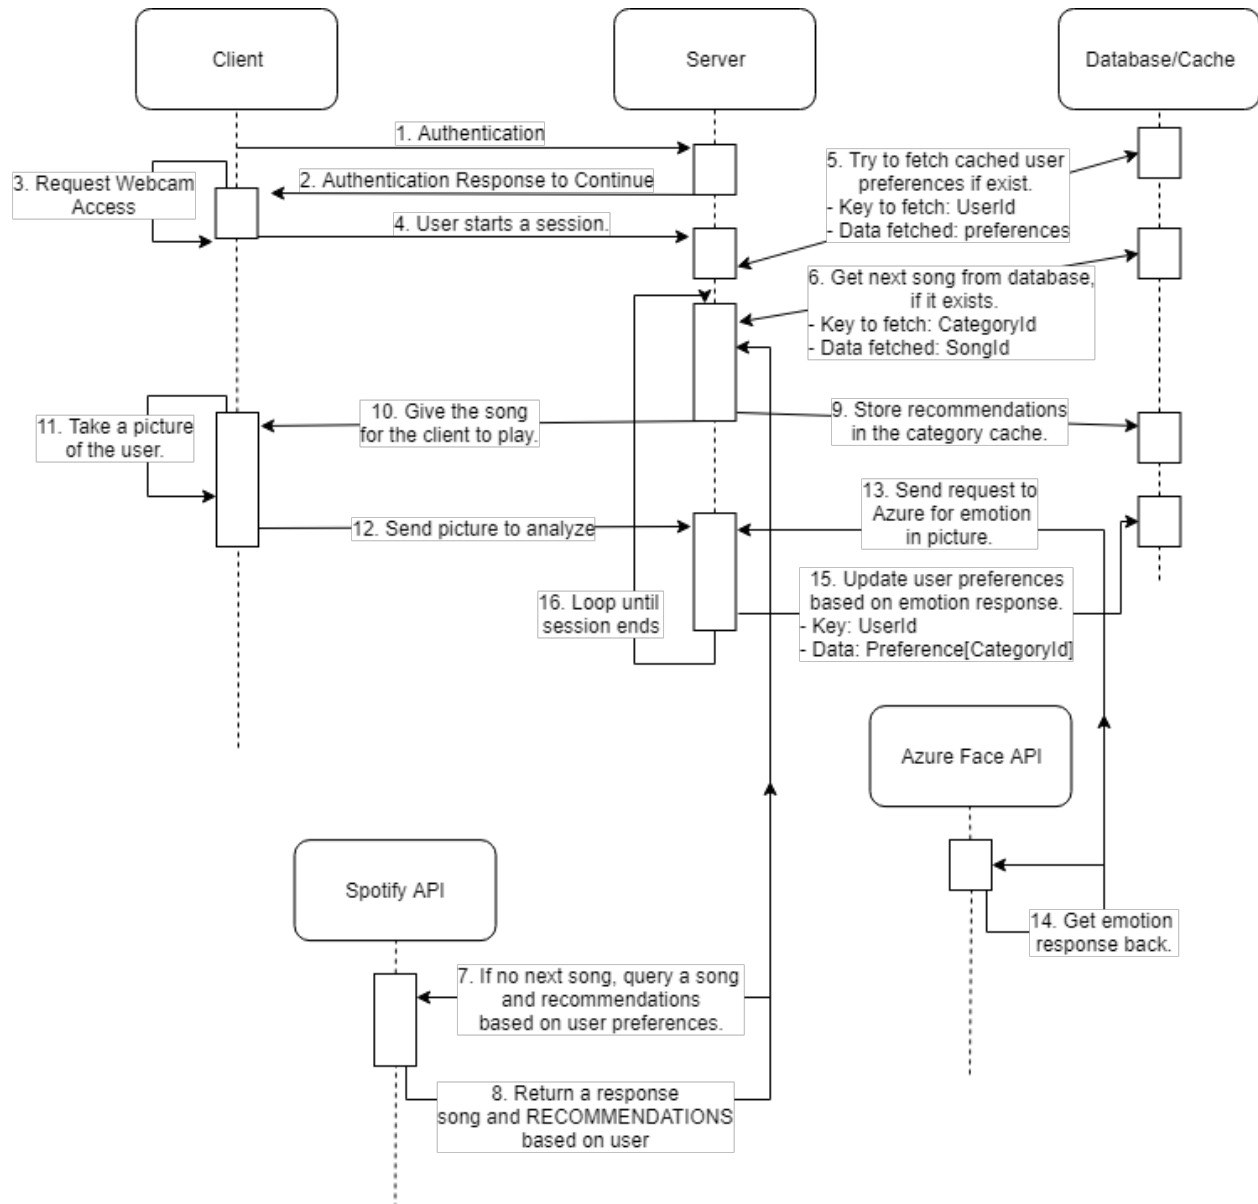 Client
Server
Database/Cache
1. Authentication
2. Authentication Response to Continue
3. Request Webcam
Access
4. User starts a session.
5. Try to fetch cached user
preferences if exist.
- Key to fetch: UserId
- Data fetched: preferences
6. Get next song from database,
if it exists.
- Key to fetch: CategoryId
- Data fetched: SongId
10. Give the song
for the client to play.
9. Store recommendations
in the category cache.
11. Take a picture
of the user.
12. Send picture to analyze
13. Send request to
Azure for emotion
in picture.
15. Update user preferences
based on emotion response.
- Key: UserId
- Data: Preference[CategoryId]
16. Loop until
session ends
Azure Face API
Spotify API
14. Get emotion
response back.
7. If no next song, query a song
and recommendations
based on user preferences.
8. Return a response
song and RECOMMENDATIONS
based on user